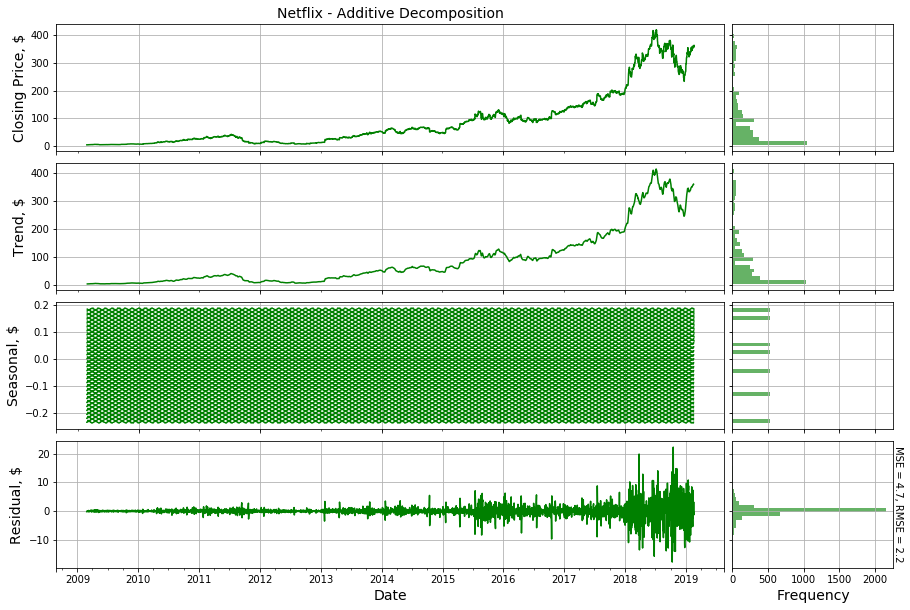 Netflix - Additive Decomposition
Closing Price, $
400
300
200
100
0
Trend, $
400
300
200
100
0
Seasonal, $
0.2
0.1
0.0
−0.1
−0.2
Residual, $
20
10
0
−10
2009 2010 2011 2012 2013 2014 2015 2016 2017 2018 2019
Date
0 500 1000 1500 2000
Frequency
MSE = 4.7, RMSE = 2.2